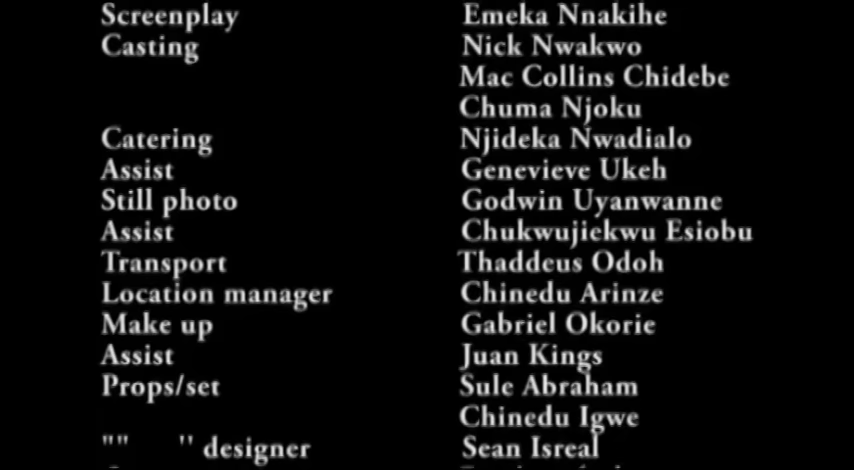 Screenplay Emeka Nnakihe
Casting Nick Nwakwo
Mac Collins Chidebe
Chuma Njoku
Catering Njideka Nwadialo
Assist Genevieve Ukeh
Still photo Godwin Uyanwanne
Assist Chukwujiekwu Esiobu
Transport Thaddeus Odoh
Location manager Chinedu Arinze
Make up Gabriel Okorie
Assist Juan Kings
Props/set Sule Abraham
Chinedu Igwe
"" '' designer Sean Isreal